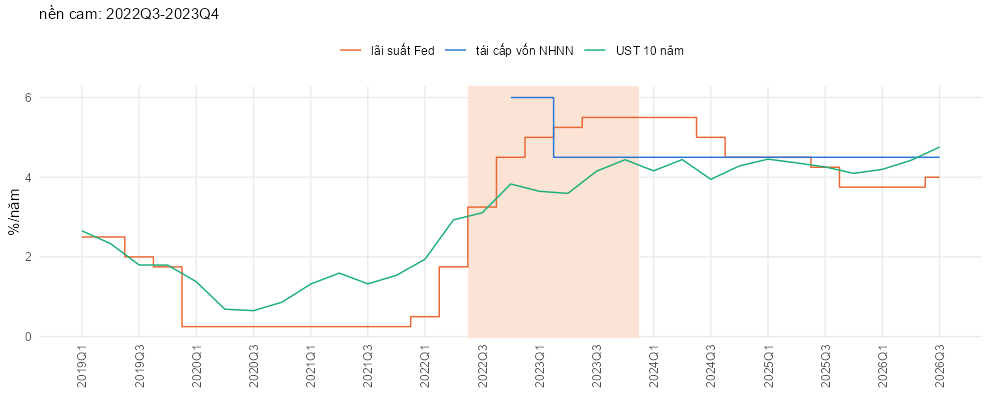 nền cam: 2022Q3-2023Q4
lãi suất Fed
tái cấp vốn NHNN
UST 10 năm
%/năm
6
4
2
0
2019Q1
2019Q3
2020Q1
2020Q3
2021Q1
2021Q3
2022Q1
2022Q3
2023Q1
2023Q3
2024Q1
2024Q3
2025Q1
2025Q3
2026Q1
2026Q3